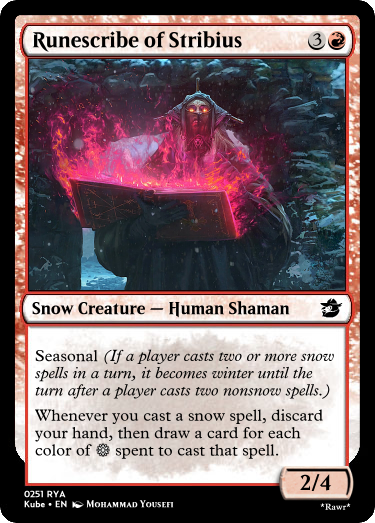 Runescribe of Stribius 3
Snow Creature — Human Shaman
Seasonal (If a player casts two or more snow
spells in a turn, it becomes winter until the
turn after a player casts two nonsnow spells.)
Whenever you cast a snow spell, discard
your hand, then draw a card for each
color of spent to cast that spell.
2/4
0251 RYA
Kube • EN Mohammad Yousefi
*Rawr*